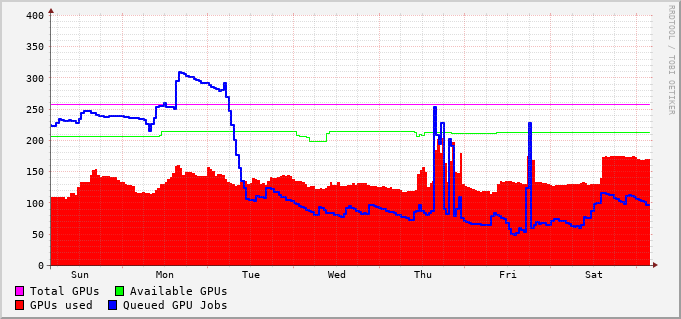 400
350
300
250
200
150
100
50
0
Sun Mon Tue Wed Thu Fri Sat
Total GPUs Available GPUs
GPUs used Queued GPU Jobs
RRDTOOL / TOBI OETIKER